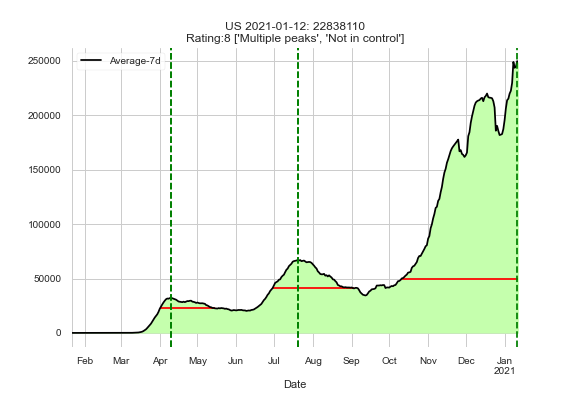 US 2021-01-12: 22838110
Rating:8 ['Multiple peaks', 'Not in control']
Average-7d
250000
200000
150000
100000
50000
0
Feb Mar Apr May Jun Jul Aug Sep Oct Nov Dec Jan
2021
Date